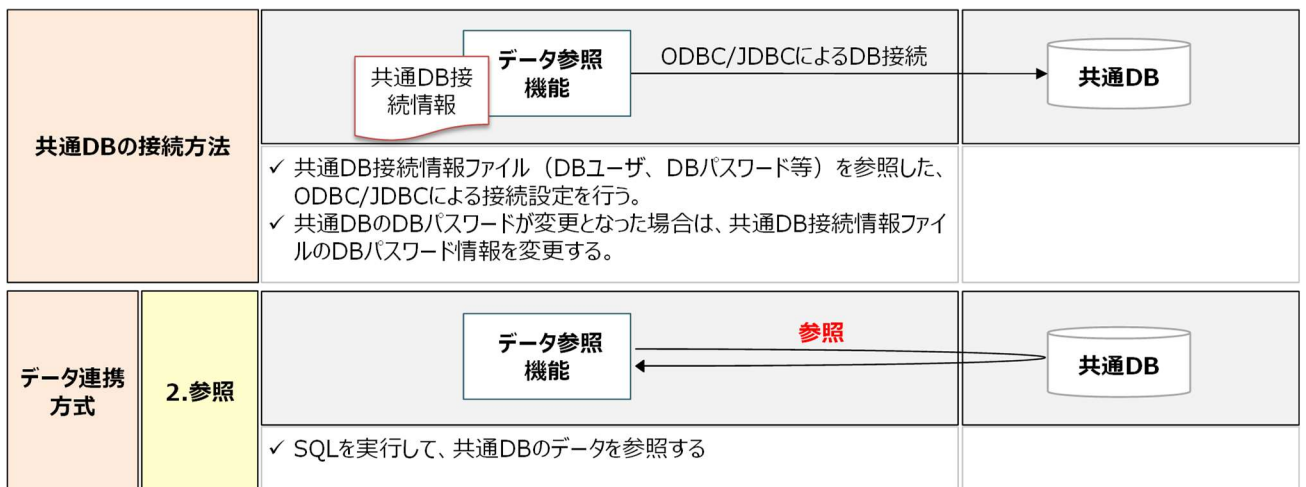 共通DBの接続方法
共通DB接
続情報
データ参照
機能
ODBC/JDBCによるDB接続
共通DB
✓ 共通DB接続情報ファイル（DBユーザ、DBパスワード等）を参照した、
ODBC/JDBCによる接続設定を行う。
✓ 共通DBのDBパスワードが変更となった場合は、共通DB接続情報ファイ
ルのDBパスワード情報を変更する。
データ連携
方式
2.参照
データ参照
機能
参照
共通DB
✓ SQLを実行して、共通DBのデータを参照する